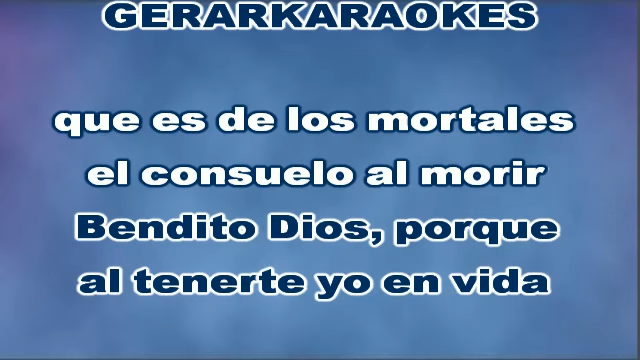 GERARKARAOKES
que es de los mortales
el consuelo al morir
Bendito Dios, porque
al tenerte yo en vida